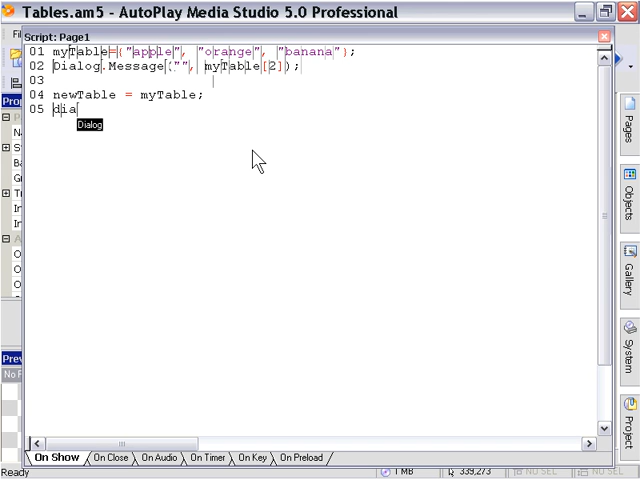 Tables.am5 - AutoPlay Media Studio 5.0 Professional
Script: Page1
01 myTable={"apple", "orange", "banana"};
02 Dialog.Message("", myTable[2]);
03
04 newTable = myTable;
05 dia
Dialog
Pages
Objects
Gallery
System
Project
On Show On Close On Audio On Timer On Key On Preload
Ready 1 MB 339,273 NO SEL NO SEL